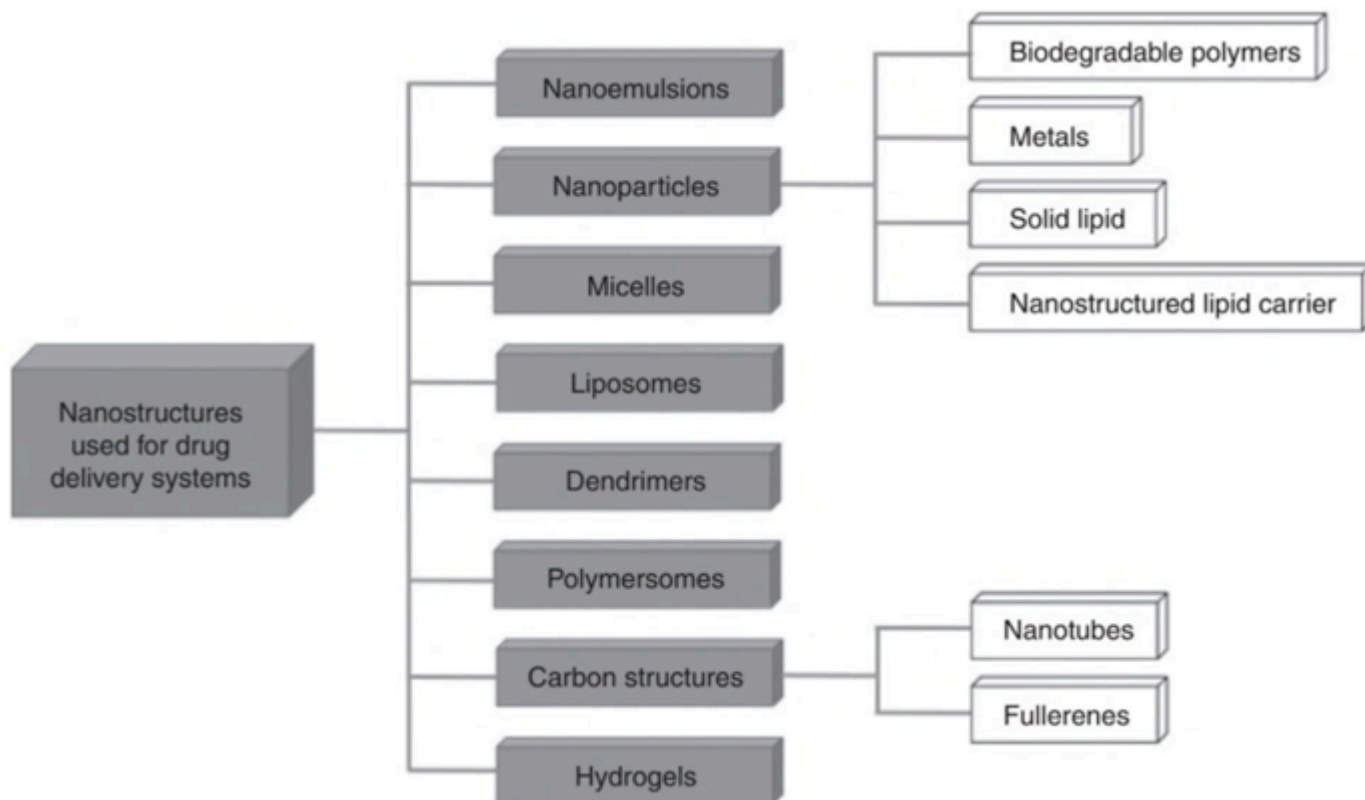 Nanostructures
used for drug
delivery systems
Nanoemulsions
Nanoparticles
Micelles
Liposomes
Dendrimers
Polymersomes
Carbon structures
Hydrogels
Biodegradable polymers
Metals
Solid lipid
Nanostructured lipid carrier
Nanotubes
Fullerenes